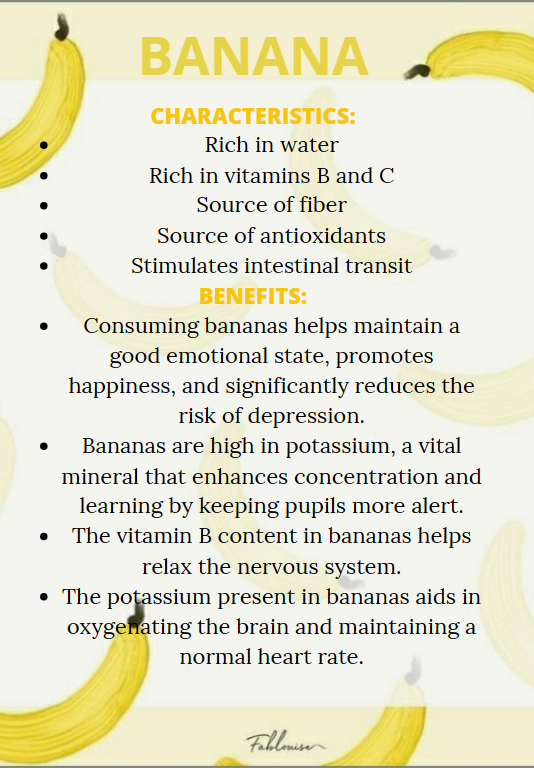 BANANA
CHARACTERISTICS:
• Rich in water
• Rich in vitamins B and C
• Source of fiber
• Source of antioxidants
• Stimulates intestinal transit
BENEFITS:
• Consuming bananas helps maintain a
good emotional state, promotes
happiness, and significantly reduces the
risk of depression.
• Bananas are high in potassium, a vital
mineral that enhances concentration and
learning by keeping pupils more alert.
• The vitamin B content in bananas helps
relax the nervous system.
• The potassium present in bananas aids in
oxygenating the brain and maintaining a
normal heart rate.